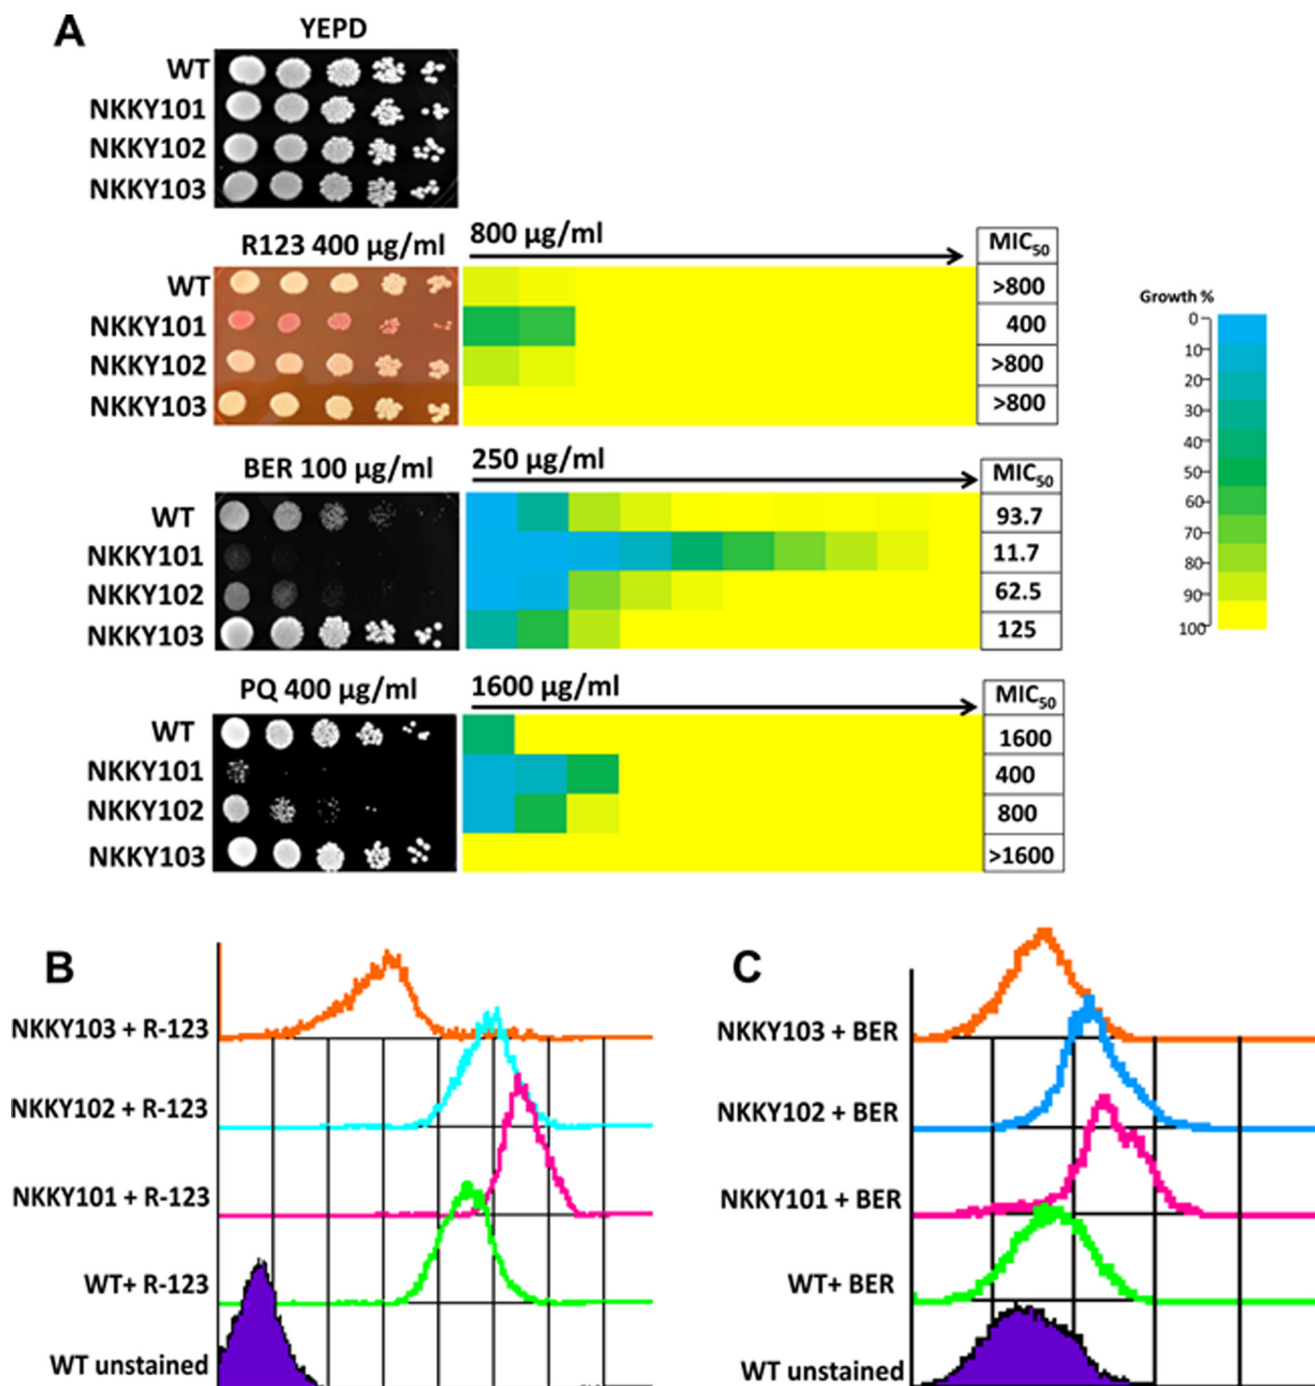 A
YEPD
WT
NKKY101
NKKY102
NKKY103
R123 400 µg/ml
800 µg/ml
MIC50
WT
>800
NKKY101
400
NKKY102
>800
NKKY103
>800
Growth %
0
10
20
30
40
50
60
70
80
90
100
BER 100 µg/ml
250 µg/ml
MIC50
WT
93.7
NKKY101
11.7
NKKY102
62.5
NKKY103
125
PQ 400 µg/ml
1600 µg/ml
MIC50
WT
1600
NKKY101
400
NKKY102
800
NKKY103
>1600
B
NKKY103 + R-123
NKKY102 + R-123
NKKY101 + R-123
WT+ R-123
WT unstained
C
NKKY103 + BER
NKKY102 + BER
NKKY101 + BER
WT+ BER
WT unstained